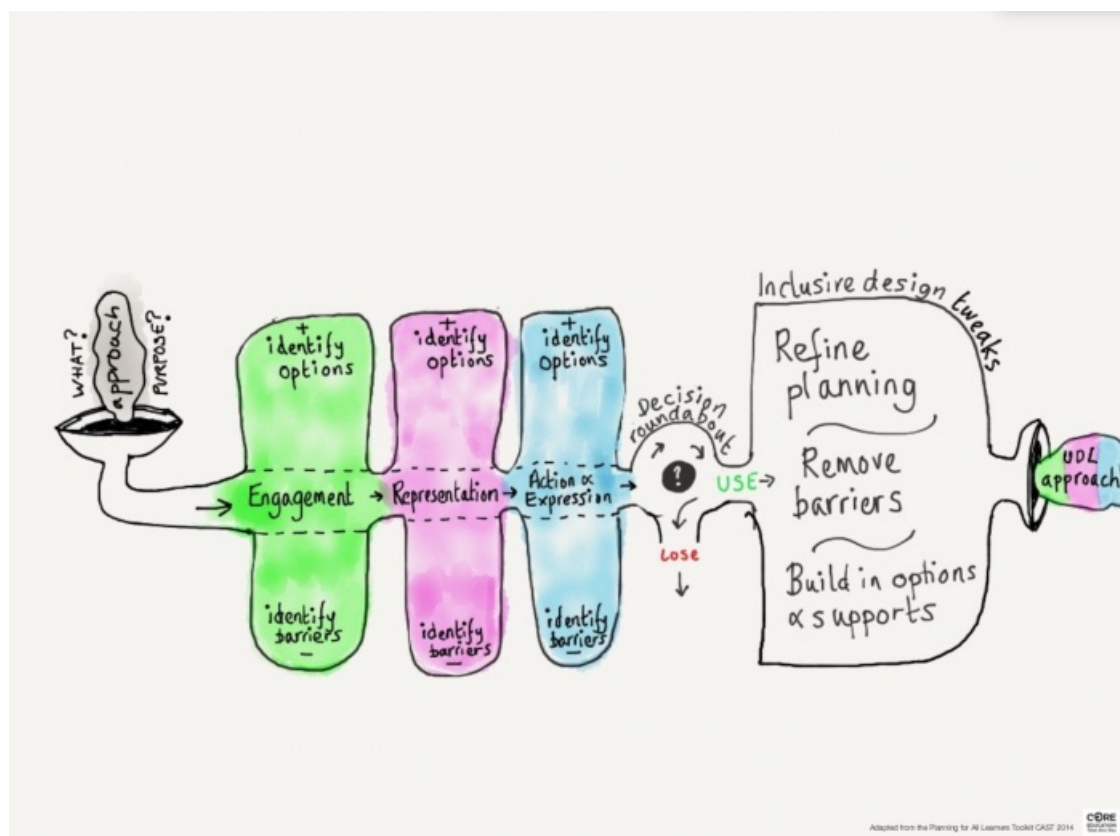 WHAT?
approach
PURPOSE?
+
identify
options
Engagement
identify
barriers
-
+
identify
options
Representation
identify
barriers
-
+
identify
options
Action &
Expression
identify
barriers
-
Decision
roundabout
?
USE
Lose
Inclusive design tweaks
Refine
planning
Remove
barriers
Build in options
& supports
UDL
approach
Adapted from the Planning for All Learners Toolkit CAST 2014
CORE
EDUCATION